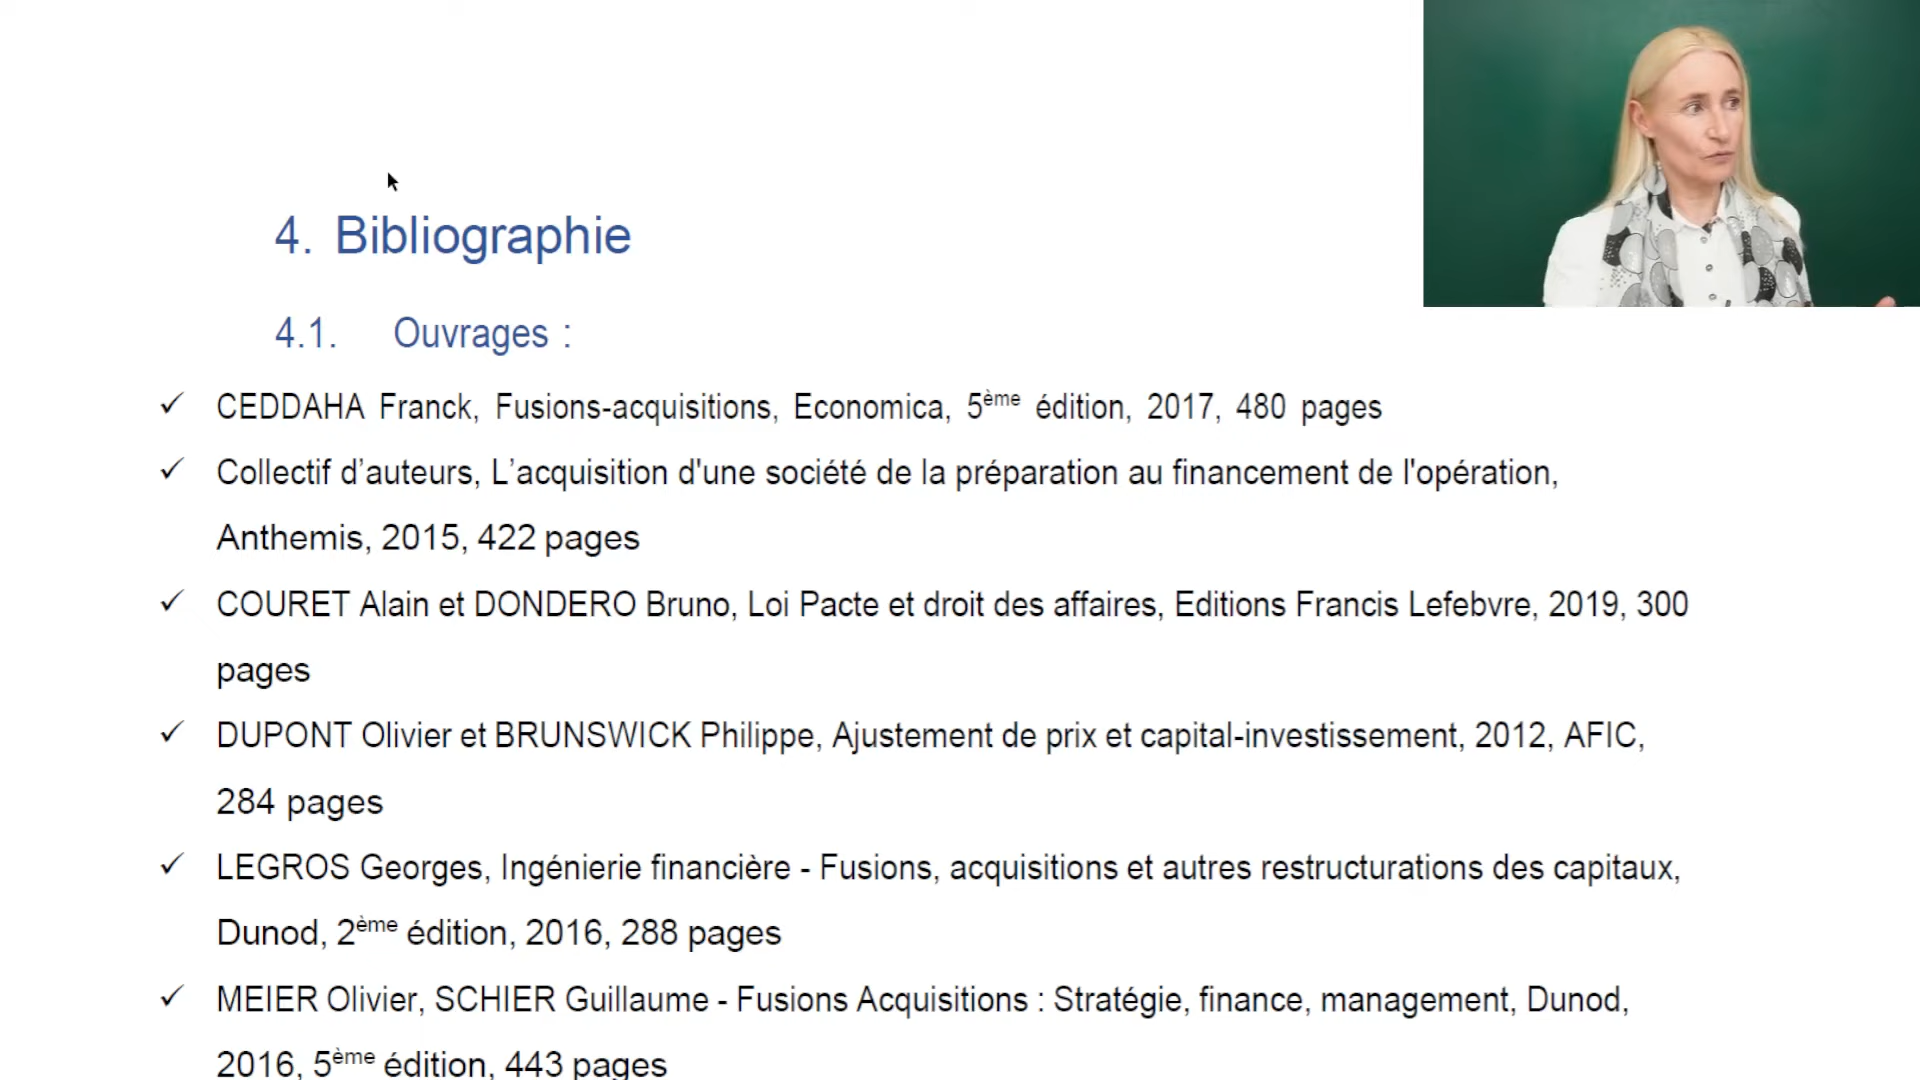 4. Bibliographie
4.1. Ouvrages :
✓ CEDDAHA Franck, Fusions-acquisitions, Economica, 5ème édition, 2017, 480 pages
✓ Collectif d’auteurs, L’acquisition d'une société de la préparation au financement de l'opération,
Anthemis, 2015, 422 pages
✓ COURET Alain et DONDERO Bruno, Loi Pacte et droit des affaires, Editions Francis Lefebvre, 2019, 300
pages
✓ DUPONT Olivier et BRUNSWICK Philippe, Ajustement de prix et capital-investissement, 2012, AFIC,
284 pages
✓ LEGROS Georges, Ingénierie financière - Fusions, acquisitions et autres restructurations des capitaux,
Dunod, 2ème édition, 2016, 288 pages
✓ MEIER Olivier, SCHIER Guillaume - Fusions Acquisitions : Stratégie, finance, management, Dunod,
2016, 5ème édition, 443 pages